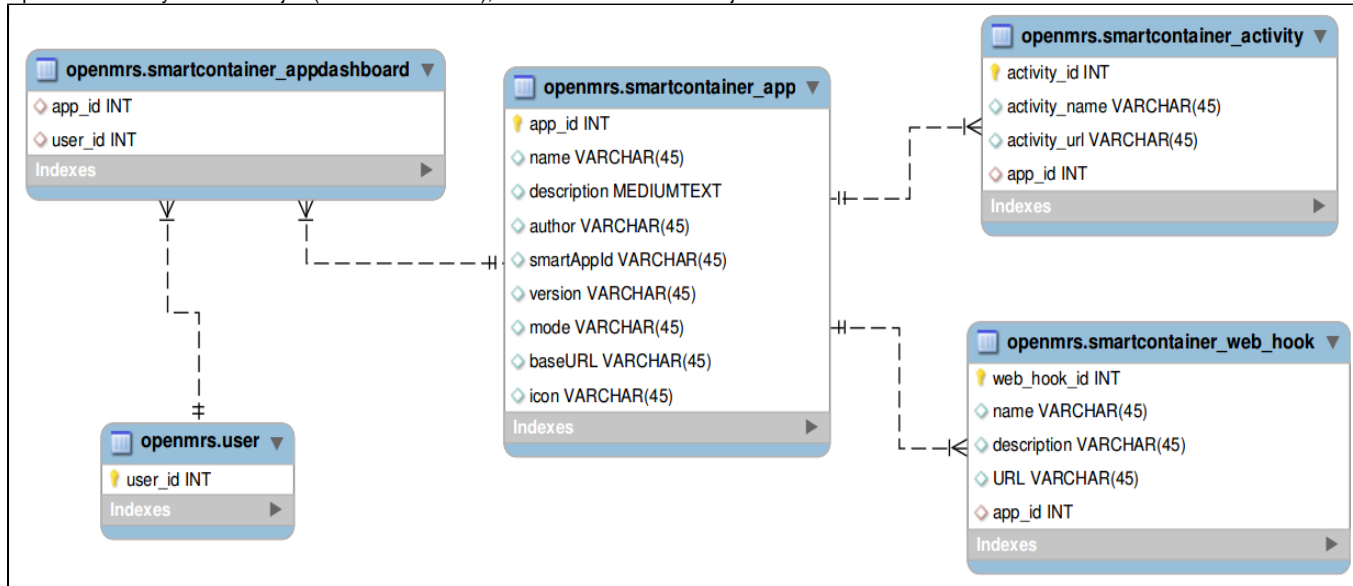 openmrs.smartcontainer_appdashboard
app_id INT
user_id INT
Indexes
openmrs.user
user_id INT
Indexes
openmrs.smartcontainer_app
app_id INT
name VARCHAR(45)
description MEDIUMTEXT
author VARCHAR(45)
smartAppId VARCHAR(45)
version VARCHAR(45)
mode VARCHAR(45)
baseURL VARCHAR(45)
icon VARCHAR(45)
Indexes
openmrs.smartcontainer_activity
activity_id INT
activity_name VARCHAR(45)
activity_url VARCHAR(45)
app_id INT
Indexes
openmrs.smartcontainer_web_hook
web_hook_id INT
name VARCHAR(45)
description VARCHAR(45)
URL VARCHAR(45)
app_id INT
Indexes